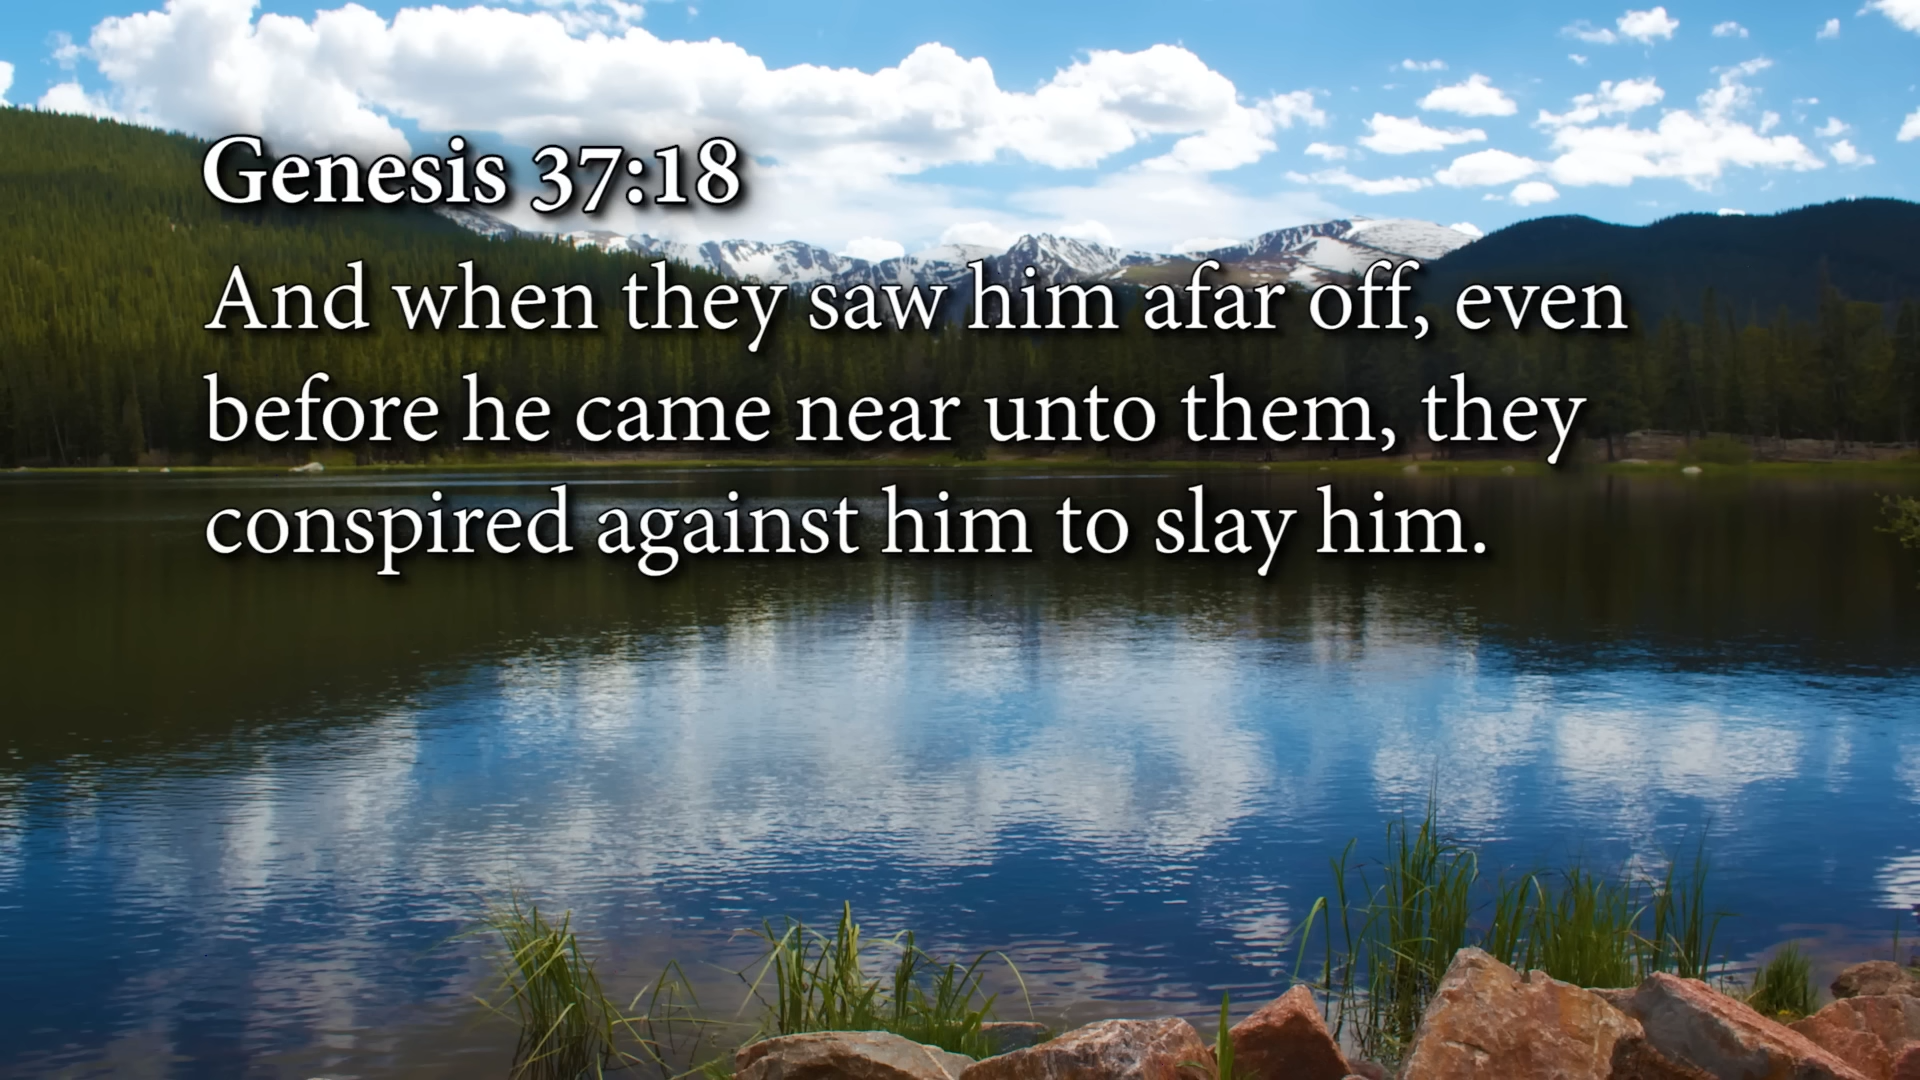 Genesis 37:18
And when they saw him afar off, even
before he came near unto them, they
conspired against him to slay him.